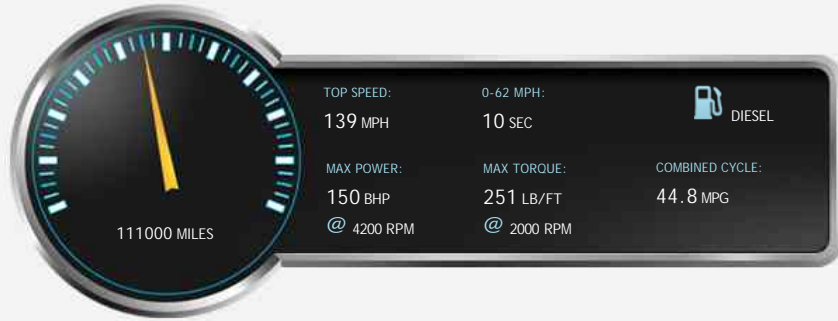 TOP SPEED:
139 MPH
0-62 MPH:
10 SEC
DIESEL
MAX POWER:
150 BHP
@ 4200 RPM
MAX TORQUE:
251 LB/FT
@ 2000 RPM
COMBINED CYCLE:
44.8 MPG
111000 MILES